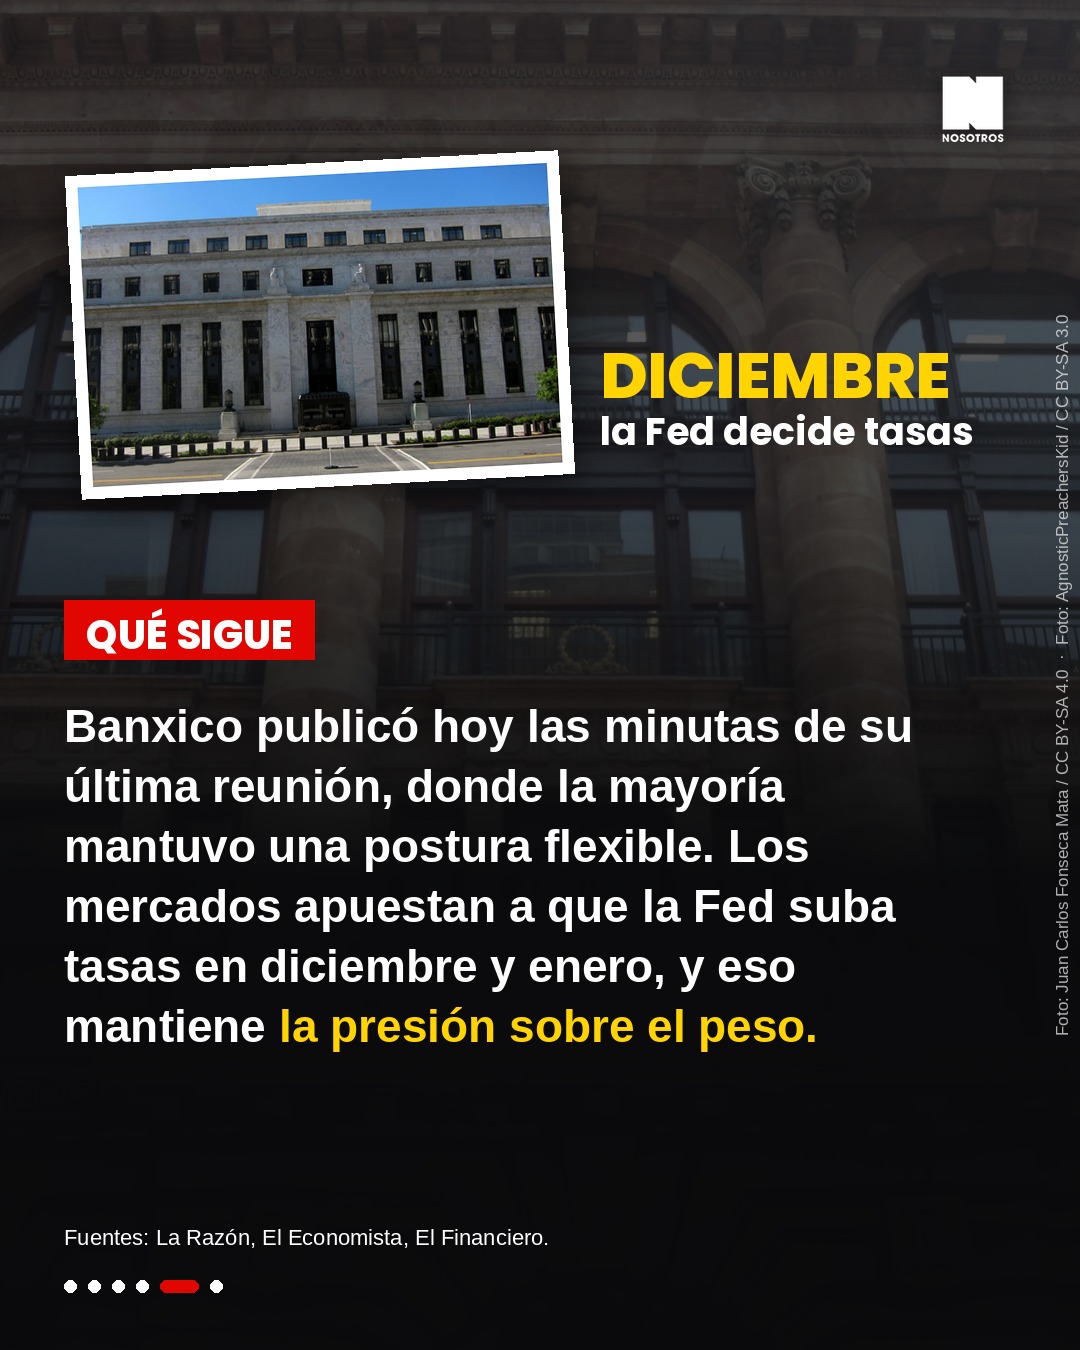 NOSOTROS
DICIEMBRE
la Fed decide tasas
QUÉ SIGUE
Banxico publicó hoy las minutas de su
última reunión, donde la mayoría
mantuvo una postura flexible. Los
mercados apuestan a que la Fed suba
tasas en diciembre y enero, y eso
mantiene la presión sobre el peso.
Fuentes: La Razón, El Economista, El Financiero.
Foto: Juan Carlos Fonseca Mata / CC BY-SA 4.0 · Foto: AgnosticPreachersKid / CC BY-SA 3.0